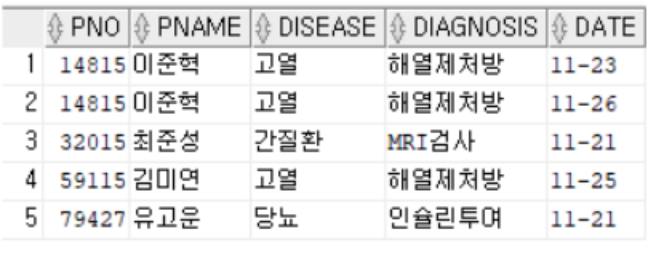 PNO PNAME DISEASE DIAGNOSIS DATE
1 14815 이준혁 고열 해열제처방 11-23
2 14815 이준혁 고열 해열제처방 11-26
3 32015 최준성 간질환 MRI검사 11-21
4 59115 김미연 고열 해열제처방 11-25
5 79427 유고운 당뇨 인슐린투여 11-21